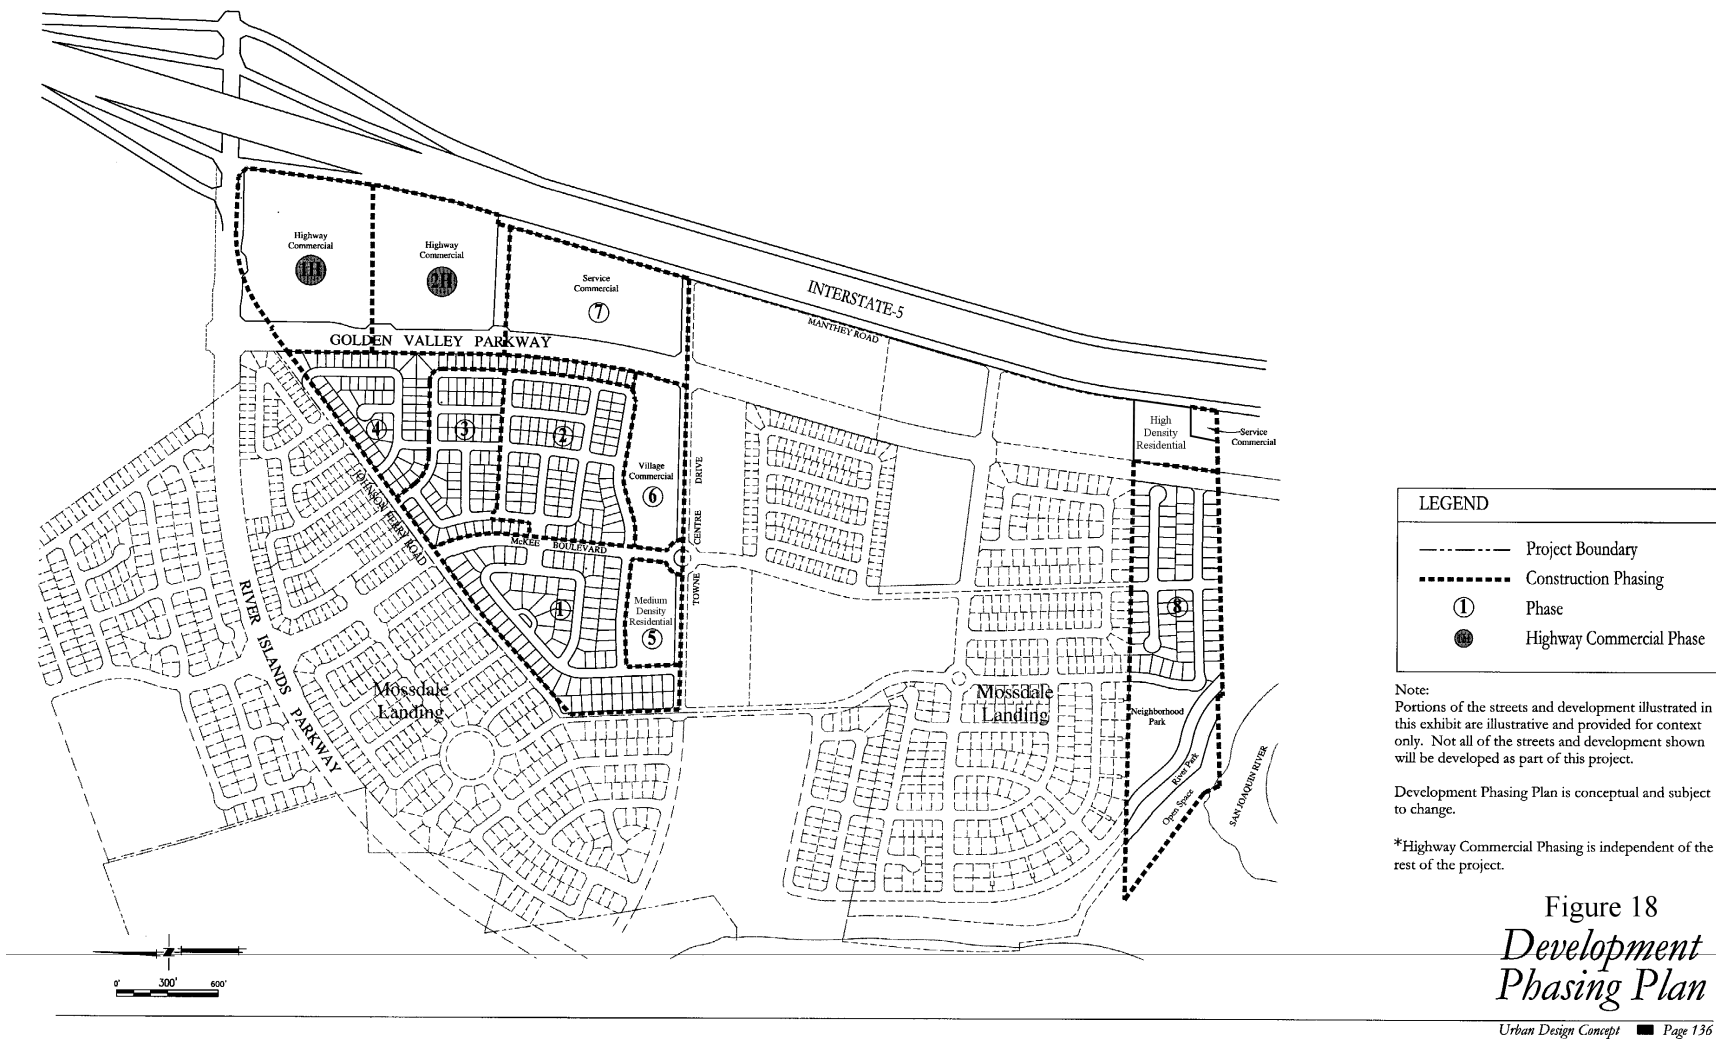 Highway
Commercial
1H
Highway
Commercial
2H
Service
Commercial
7
INTERSTATE-5
MANTHEY ROAD
GOLDEN VALLEY PARKWAY
4
3
2
Village
Commercial
6
High
Density
Residential
Service
Commercial
JOHNSON FERRY ROAD
McKEE BOULEVARD
TOWNE CENTRE DRIVE
1
Medium
Density
Residential
5
8
RIVER ISLANDS PARKWAY
Mossdale
Landing
Mossdale
Landing
Neighborhood
Park
River Park
Open Space
SAN JOAQUIN RIVER
LEGEND
Project Boundary
Construction Phasing
1 Phase
1H Highway Commercial Phase
Note:
Portions of the streets and development illustrated in
this exhibit are illustrative and provided for context
only. Not all of the streets and development shown
will be developed as part of this project.
Development Phasing Plan is conceptual and subject
to change.
*Highway Commercial Phasing is independent of the
rest of the project.
Z
0' 300' 600'
Figure 18
Development
Phasing Plan
Urban Design Concept Page 136